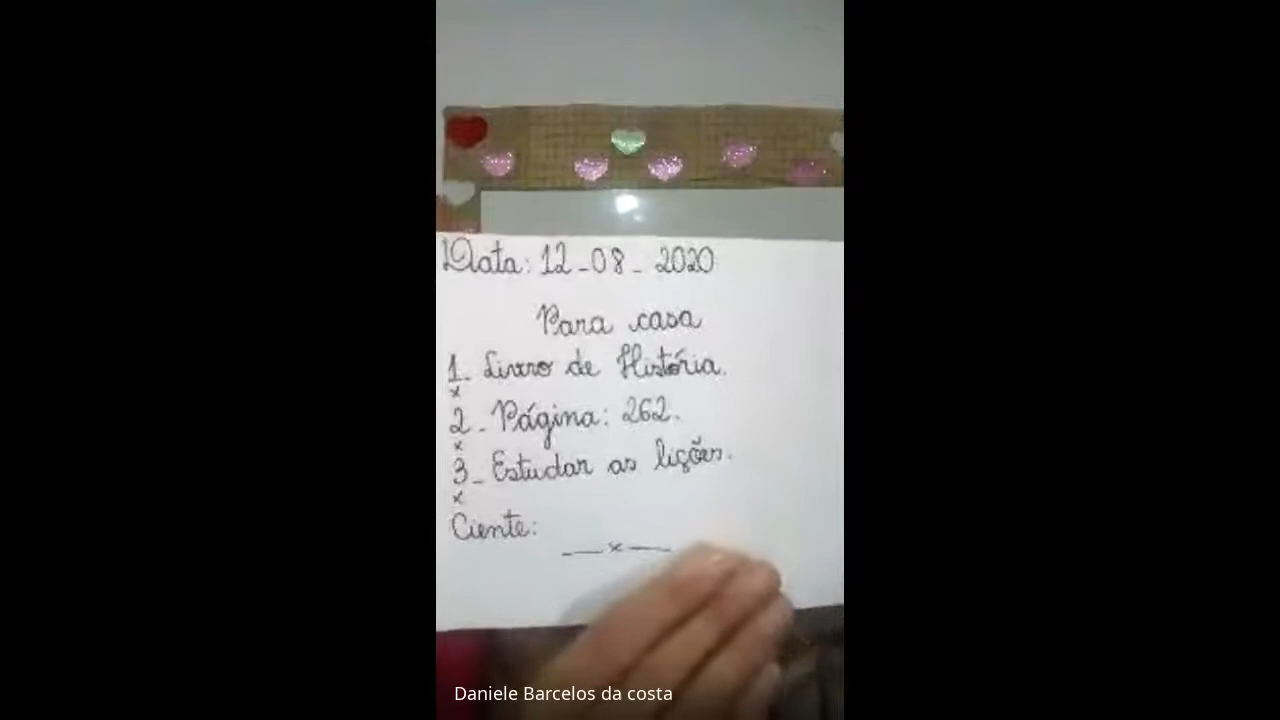 Data: 12-08-2020
Para casa
1- Livro de História.
x
2- Página: 262.
x
3- Estudar as lições.
x
Ciente:
—x—
Daniele Barcelos da costa